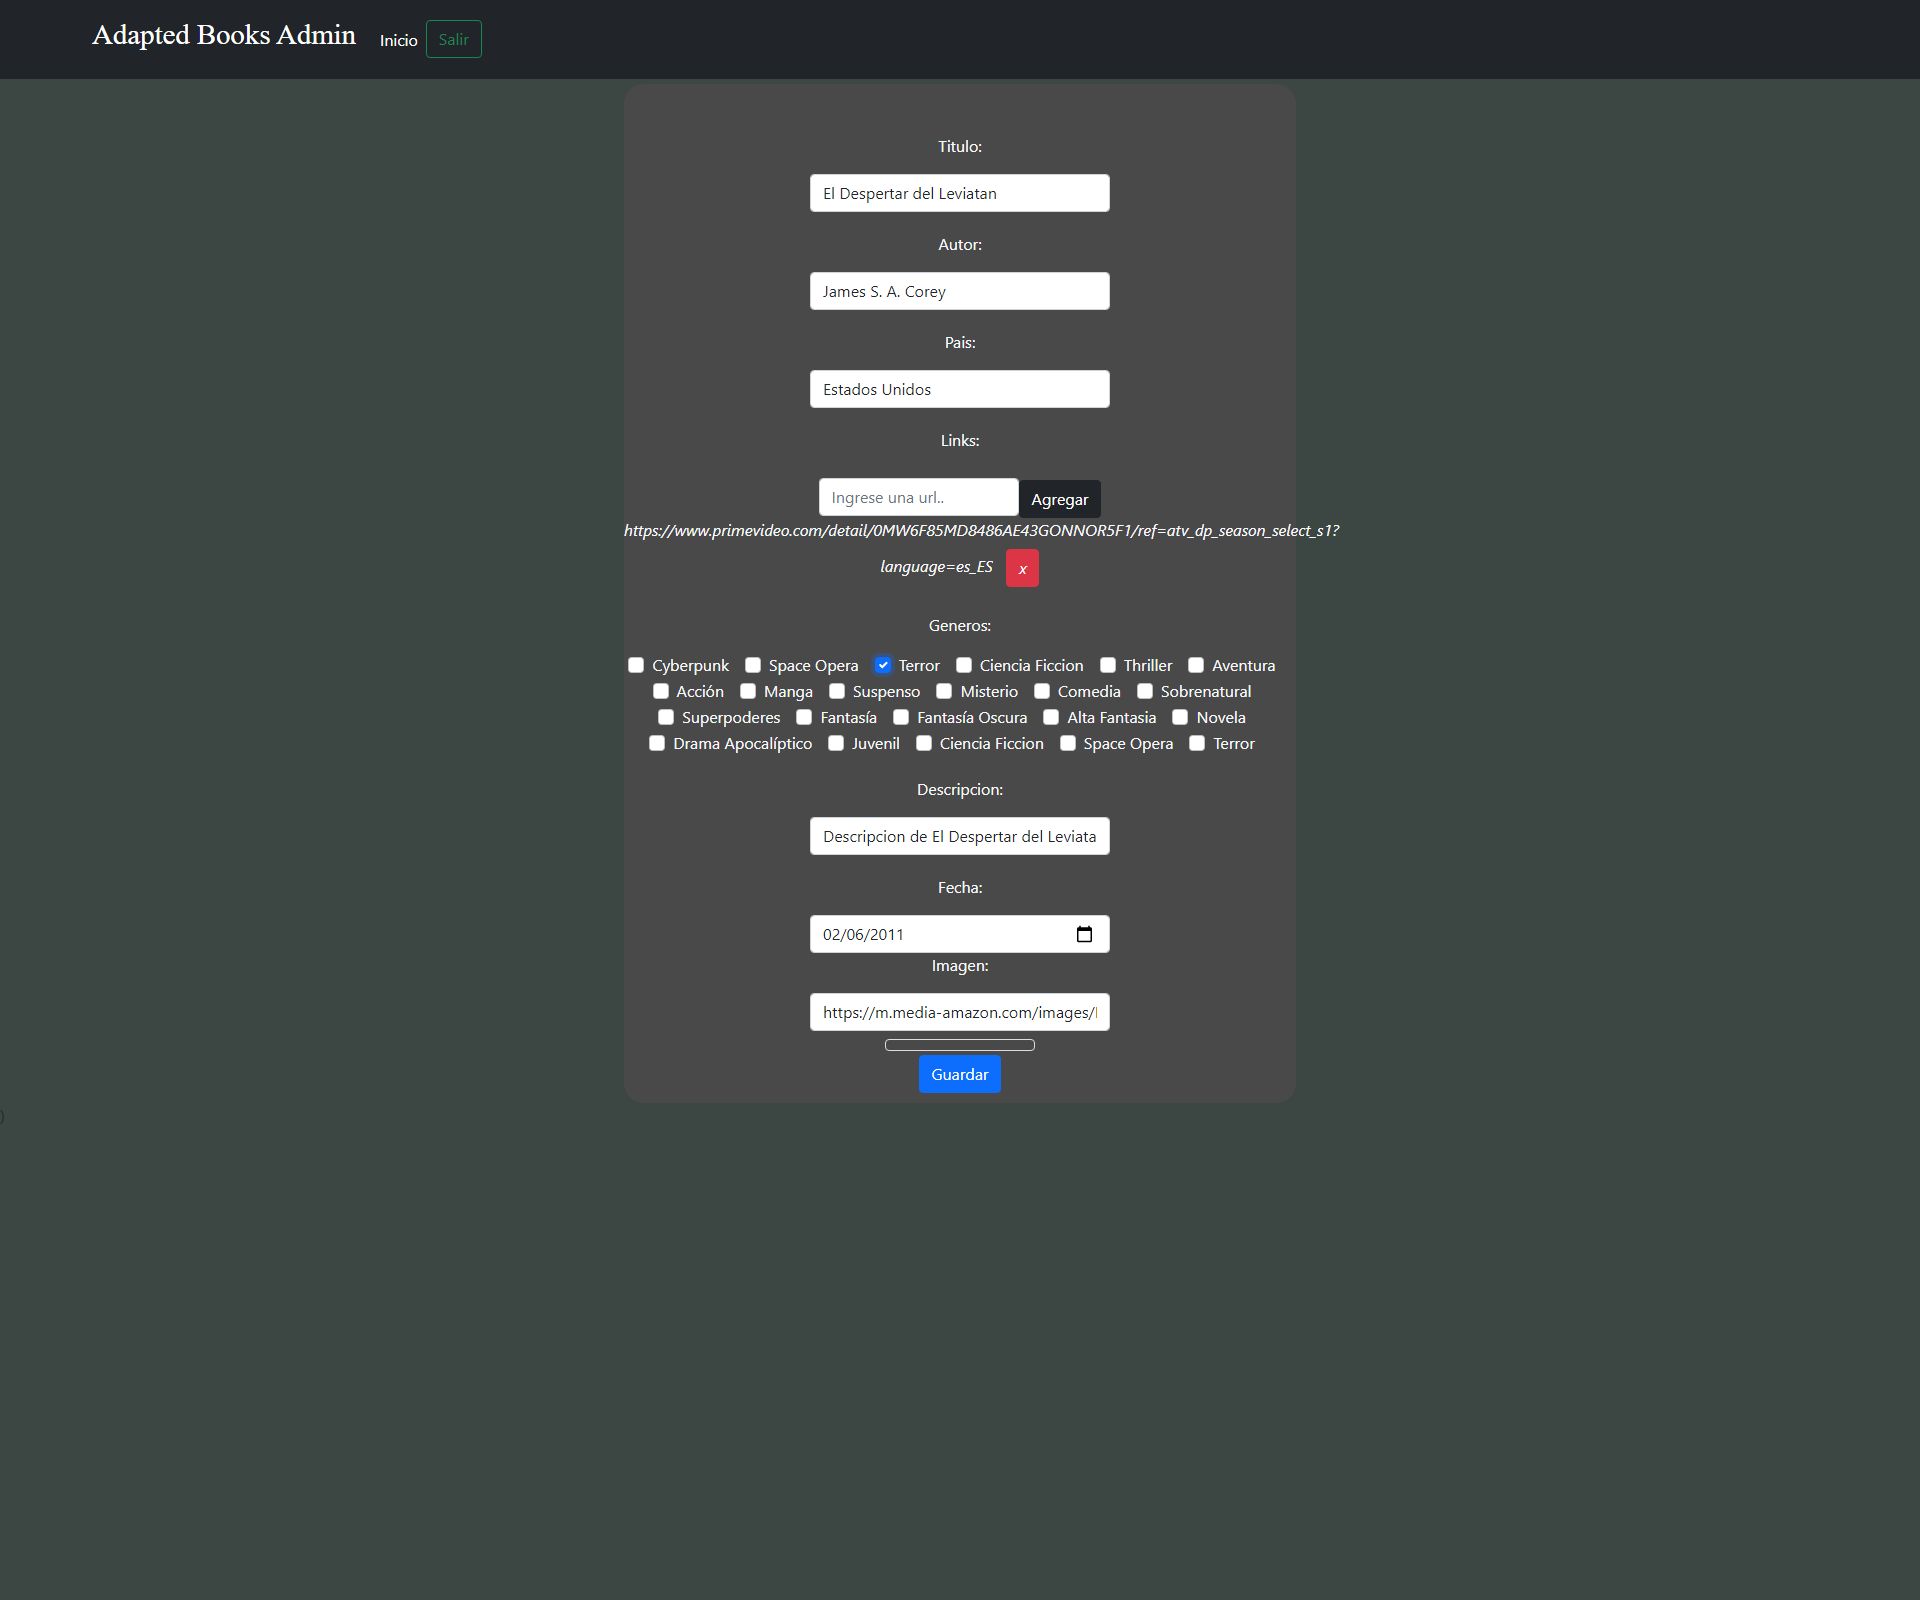 Adapted Books Admin Inicio Salir
Titulo:
El Despertar del Leviatan
Autor:
James S. A. Corey
Pais:
Estados Unidos
Links:
Ingrese una url.. Agregar
https://www.primevideo.com/detail/0MW6F85MD8486AE43GONNOR5F1/ref=atv_dp_season_select_s1?
language=es_ES x
Generos:
Cyberpunk Space Opera Terror Ciencia Ficcion Thriller Aventura
Acción Manga Suspenso Misterio Comedia Sobrenatural
Superpoderes Fantasía Fantasía Oscura Alta Fantasia Novela
Drama Apocalíptico Juvenil Ciencia Ficcion Space Opera Terror
Descripcion:
Descripcion de El Despertar del Leviata
Fecha:
02/06/2011
Imagen:
https://m.media-amazon.com/images/
Guardar
)